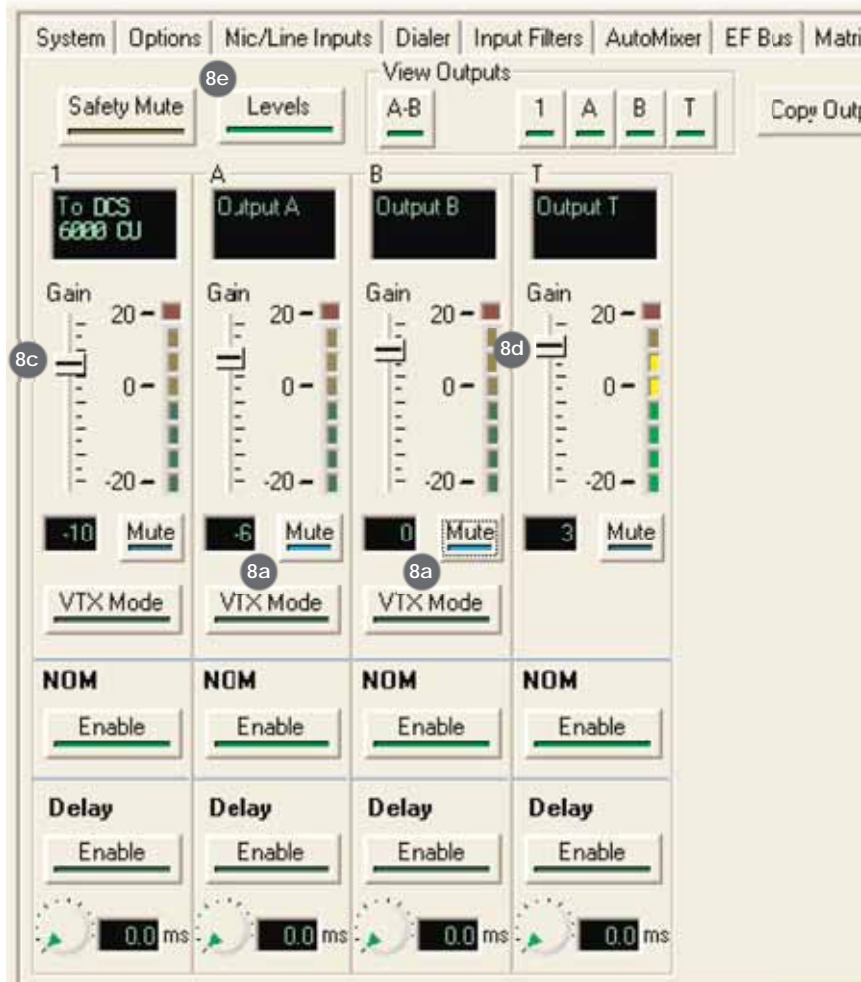 System Options Mic/Line Inputs Dialer Input Filters AutoMixer EF Bus Matri
8e
View Outputs
Safety Mute Levels A-B 1 A B T Copy Outp
1 A B T
To DCS
6000 CU
Output A Output B Output T
Gain Gain Gain Gain
20 20 20 20
8c 8d
0 0 0 0
-20 -20 -20 -20
-10 Mute -6 Mute 0 Mute 3 Mute
8a 8a
VTX Mode VTX Mode VTX Mode
NOM NOM NOM NOM
Enable Enable Enable Enable
Delay Delay Delay Delay
Enable Enable Enable Enable
0.0 ms 0.0 ms 0.0 ms 0.0 ms